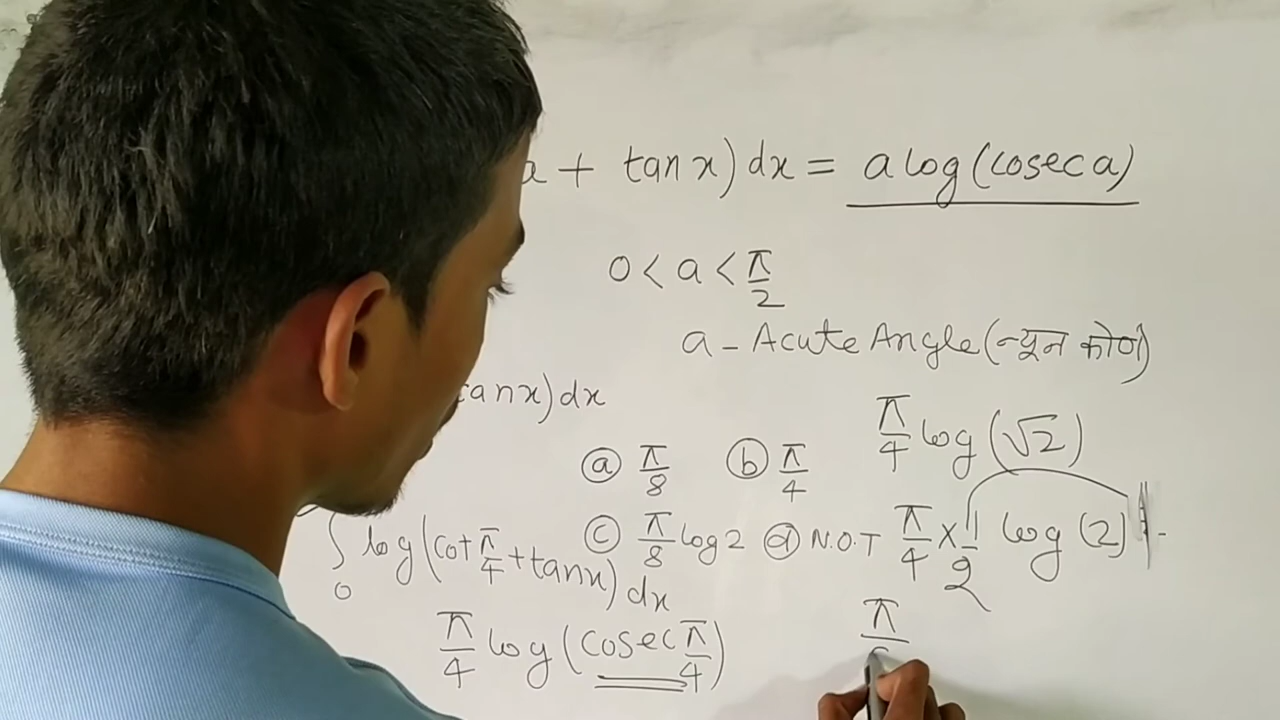 a + tan x) dx = a log (cosec a)
0 < a < π/2
a - Acute Angle (न्यून कोण)
tan x) dx
π/4 log (√2)
ⓐ π/8 ⓑ π/4
ⓒ π/8 log 2 ⓓ N.O.T
π/4 × 1/2 log (2)
∫0 log (cot π/4 + tan x) dx
π/4 log (cosec π/4)
π